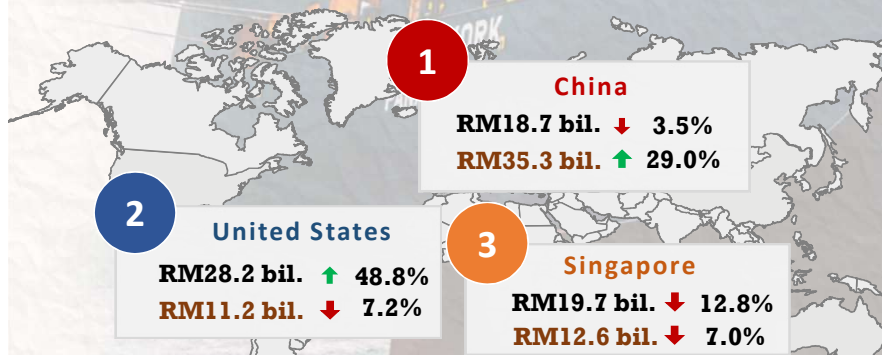 1
China
RM18.7 bil. 3.5%
RM35.3 bil. 29.0%
2
United States
RM28.2 bil. 48.8%
RM11.2 bil. 7.2%
3
Singapore
RM19.7 bil. 12.8%
RM12.6 bil. 7.0%